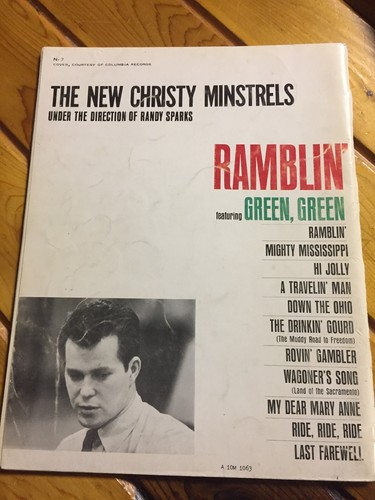 N-7
COVER, COURTESY OF COLUMBIA RECORDS
THE NEW CHRISTY MINSTRELS
UNDER THE DIRECTION OF RANDY SPARKS
RAMBLIN'
featuring GREEN, GREEN
RAMBLIN'
MIGHTY MISSISSIPPI
HI JOLLY
A TRAVELIN' MAN
DOWN THE OHIO
THE DRINKIN' GOURD
(The Muddy Road to Freedom)
ROVIN' GAMBLER
WAGONER'S SONG
(Land of the Sacramento)
MY DEAR MARY ANNE
RIDE, RIDE, RIDE
LAST FAREWELL
A 10M 1063